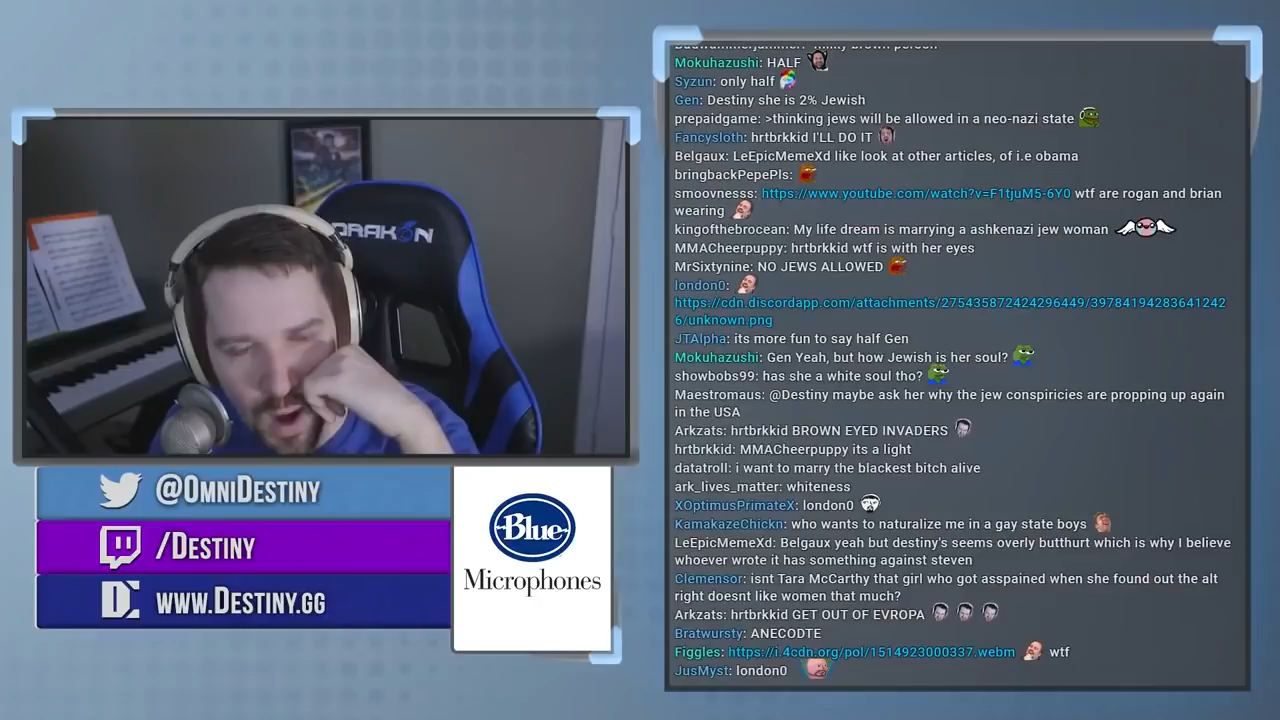 Mokuhazushi: HALF
Syzun: only half
Gen: Destiny she is 2% Jewish
prepaidgame: >thinking jews will be allowed in a neo-nazi state
Fancysloth: hrtbrkkid I'LL DO IT
Belgaux: LeEpicMemeXd like look at other articles, of i.e obama
bringbackPepePls:
smoovnesss: https://www.youtube.com/watch?v=F1tjuM5-6Y0 wtf are rogan and brian
wearing
kingofthebrocean: My life dream is marrying a ashkenazi jew woman
MMACheerpuppy: hrtbrkkid wtf is with her eyes
MrSixtynine: NO JEWS ALLOWED
london0:
https://cdn.discordapp.com/attachments/275435872424296449/39784194283641242
6/unknown.png
JTAlpha: its more fun to say half Gen
Mokuhazushi: Gen Yeah, but how Jewish is her soul?
showbobs99: has she a white soul tho?
Maestromaus: @Destiny maybe ask her why the jew conspiricies are propping up again
in the USA
Arkzats: hrtbrkkid BROWN EYED INVADERS
hrtbrkkid: MMACheerpuppy its a light
datatroll: i want to marry the blackest bitch alive
ark_lives_matter: whiteness
XOptimusPrimateX: london0
KamakazeChickn: who wants to naturalize me in a gay state boys
LeEpicMemeXd: Belgaux yeah but destiny's seems overly butthurt which is why I believe
whoever wrote it has something against steven
Clemensor: isnt Tara McCarthy that girl who got asspained when she found out the alt
right doesnt like women that much?
Arkzats: hrtbrkkid GET OUT OF EVROPA
Bratwursty: ANECODTE
Figgles: https://i.4cdn.org/pol/1514923000337.webm wtf
JusMyst: london0
DRAKON
@OmniDestiny
/Destiny
www.Destiny.gg
Blue
Microphones